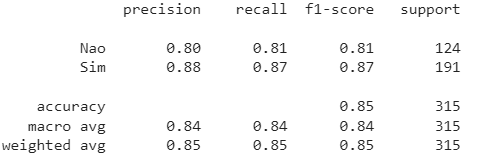 precision recall f1-score support
Nao 0.80 0.81 0.81 124
Sim 0.88 0.87 0.87 191
accuracy 0.85 315
macro avg 0.84 0.84 0.84 315
weighted avg 0.85 0.85 0.85 315